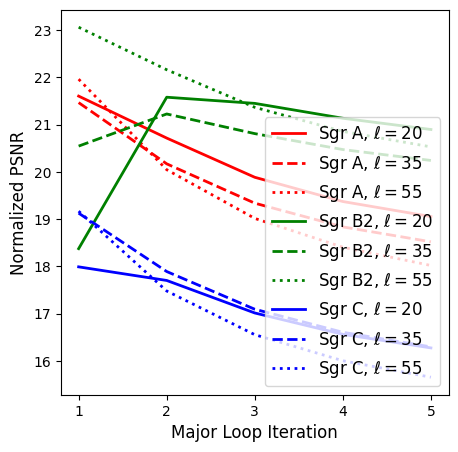 23
22
21
20
19
18
17
16
Normalized PSNR
Sgr A, ℓ = 20
Sgr A, ℓ = 35
Sgr A, ℓ = 55
Sgr B2, ℓ = 20
Sgr B2, ℓ = 35
Sgr B2, ℓ = 55
Sgr C, ℓ = 20
Sgr C, ℓ = 35
Sgr C, ℓ = 55
1 2 3 4 5
Major Loop Iteration